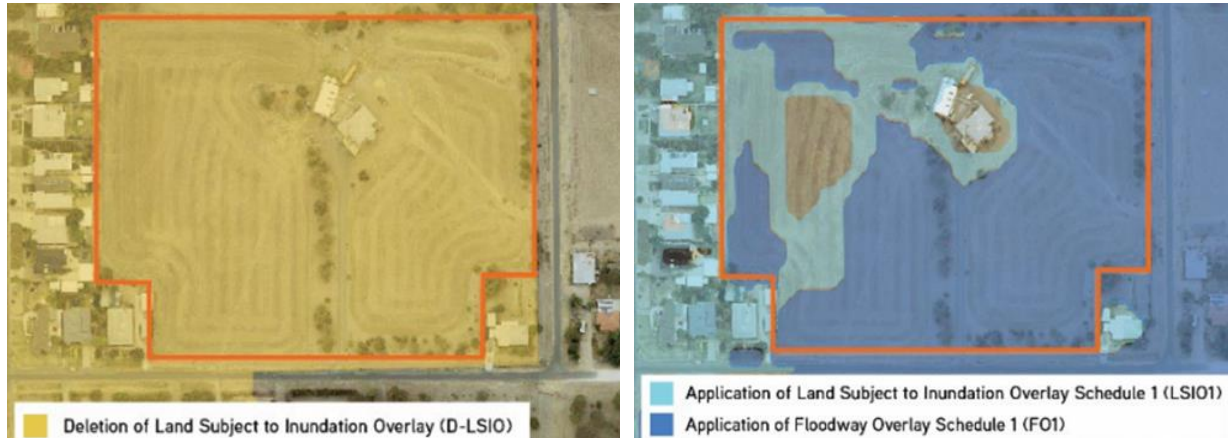 Deletion of Land Subject to Inundation Overlay (D-LSIO)
Application of Land Subject to Inundation Overlay Schedule 1 (LSIO1)
Application of Floodway Overlay Schedule 1 (FO1)